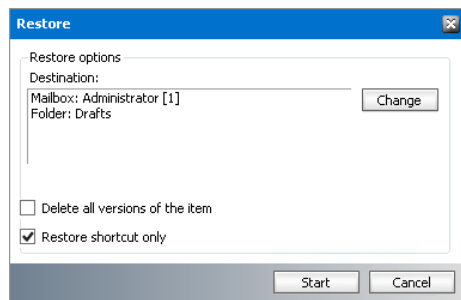 Restore
Restore options
Destination:
Mailbox: Administrator [1]
Folder: Drafts
Change
Delete all versions of the item
Restore shortcut only
Start
Cancel